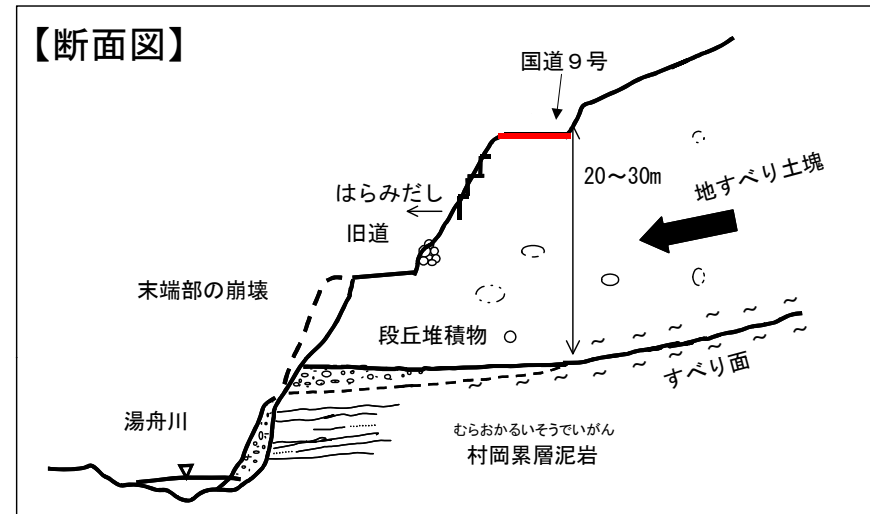 【断面図】
国道９号
20～30m
地すべり土塊
はらみだし
旧道
末端部の崩壊
段丘堆積物
すべり面
湯舟川
むらおかるいそうでいがん
村岡累層泥岩